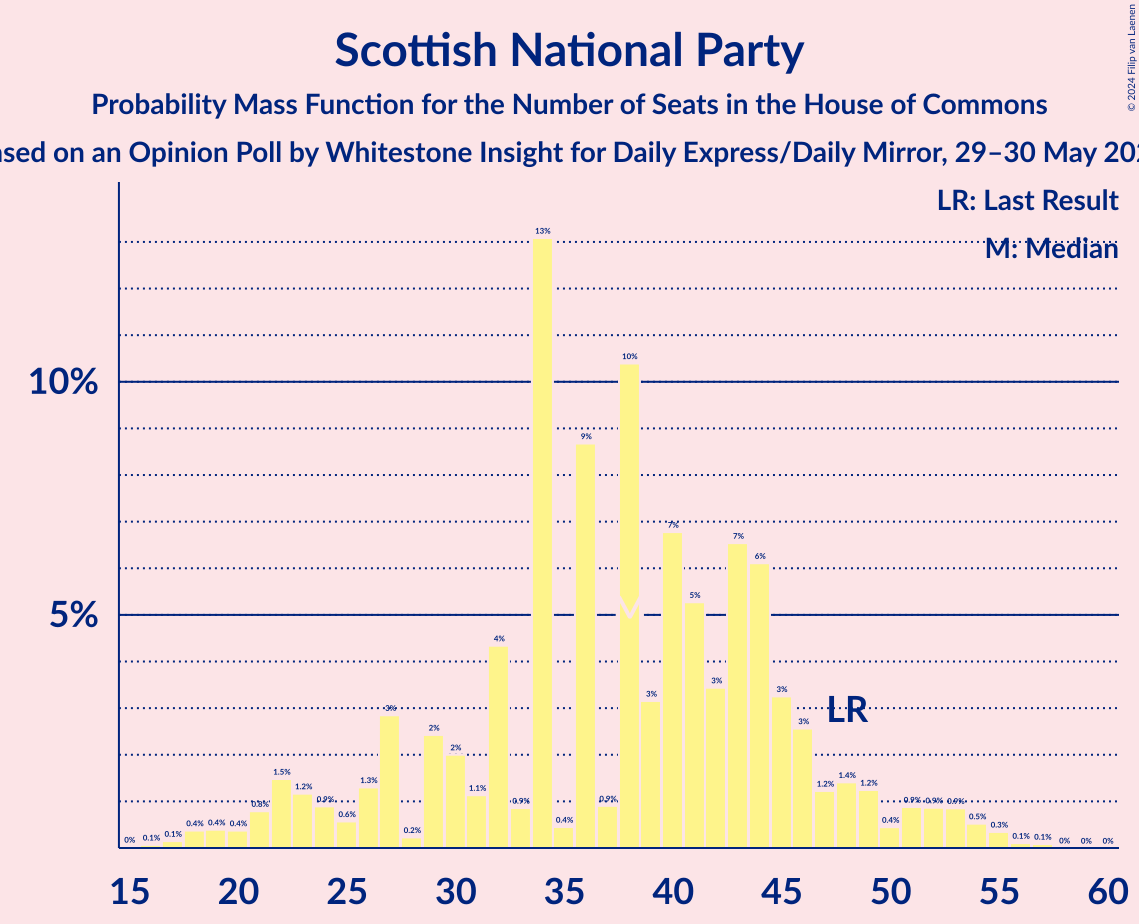 Scottish National Party
Probability Mass Function for the Number of Seats in the House of Commons
on an Opinion Poll by Whitestone Insight for Daily Express/Daily Mirror, 29–30 May
© 2024 Filip van Laenen
LR: Last Result
M: Median
10%
5%
0% 0.1% 0.1% 0.4% 0.4% 0.4% 0.8% 1.5% 1.2% 0.9% 0.6% 1.3% 3% 0.2% 2% 2% 1.1% 4% 0.9% 13% 0.4% 9% 0.9% 10% 3% 7% 5% 3% 7% 6% 3% 3% 1.2% 1.4% 1.2% 0.4% 0.9% 0.9% 0.9% 0.5% 0.3% 0.1% 0.1% 0% 0% 0%
LR
15 20 25 30 35 40 45 50 55 60